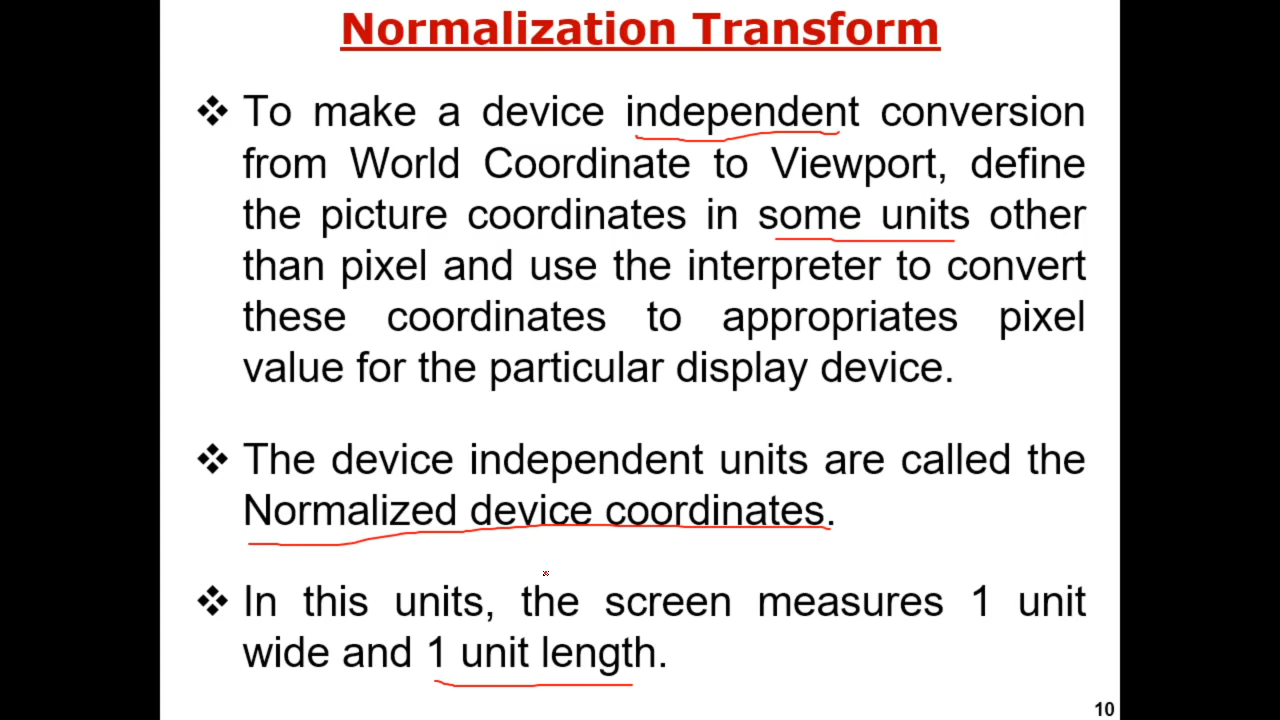 Normalization Transform
❖ To make a device independent conversion
from World Coordinate to Viewport, define
the picture coordinates in some units other
than pixel and use the interpreter to convert
these coordinates to appropriates pixel
value for the particular display device.
❖ The device independent units are called the
Normalized device coordinates.
❖ In this units, the screen measures 1 unit
wide and 1 unit length.
10